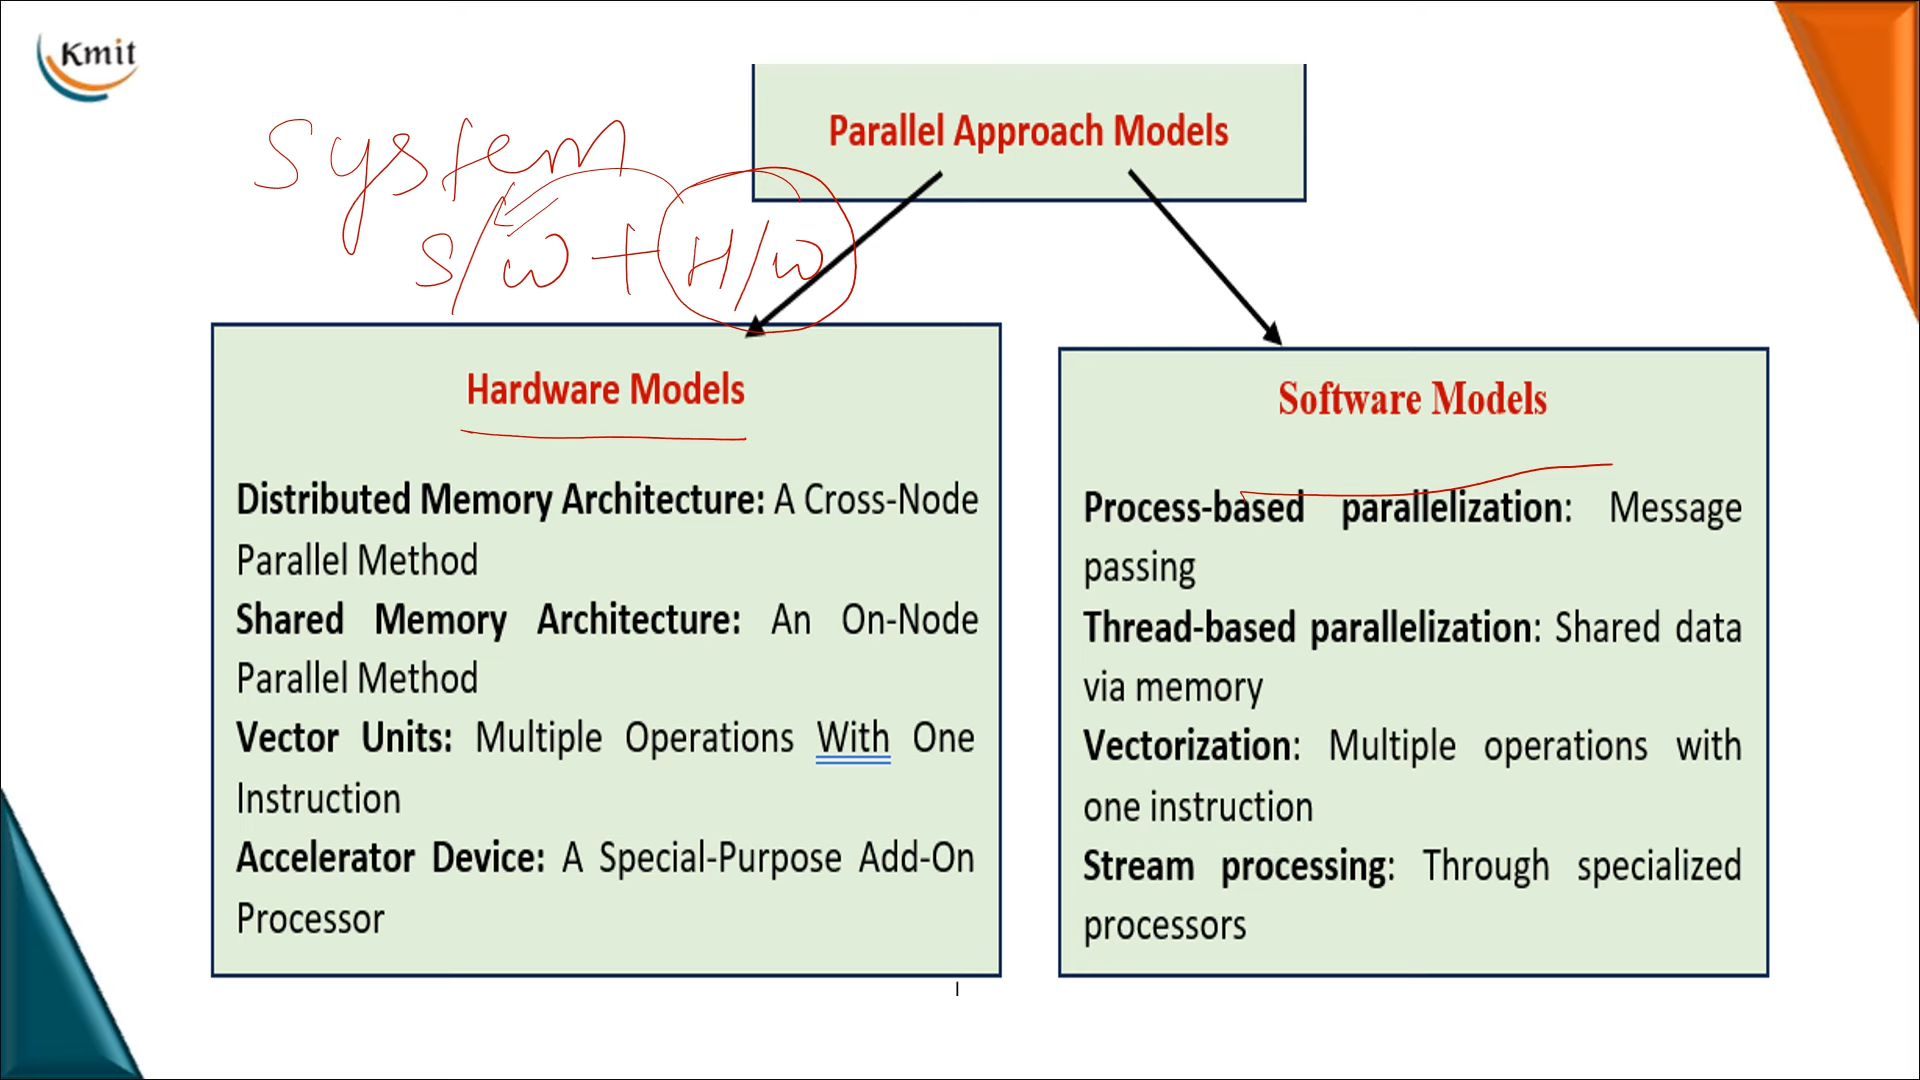 Kmit
Parallel Approach Models
System
S/W + H/W
Hardware Models
Distributed Memory Architecture: A Cross-Node
Parallel Method
Shared Memory Architecture: An On-Node
Parallel Method
Vector Units: Multiple Operations With One
Instruction
Accelerator Device: A Special-Purpose Add-On
Processor
Software Models
Process-based parallelization: Message
passing
Thread-based parallelization: Shared data
via memory
Vectorization: Multiple operations with
one instruction
Stream processing: Through specialized
processors